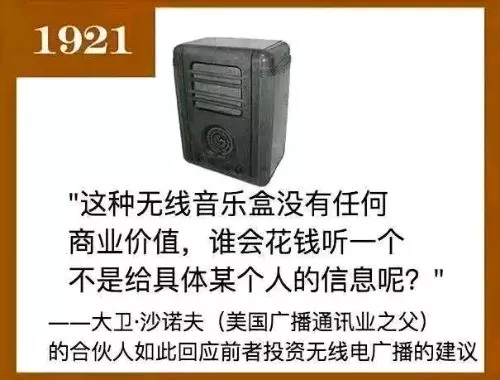 1921
"这种无线音乐盒没有任何
商业价值，谁会花钱听一个
不是给具体某个人的信息呢？"
——大卫·沙诺夫（美国广播通讯业之父）
的合伙人如此回应前者投资无线电广播的建议